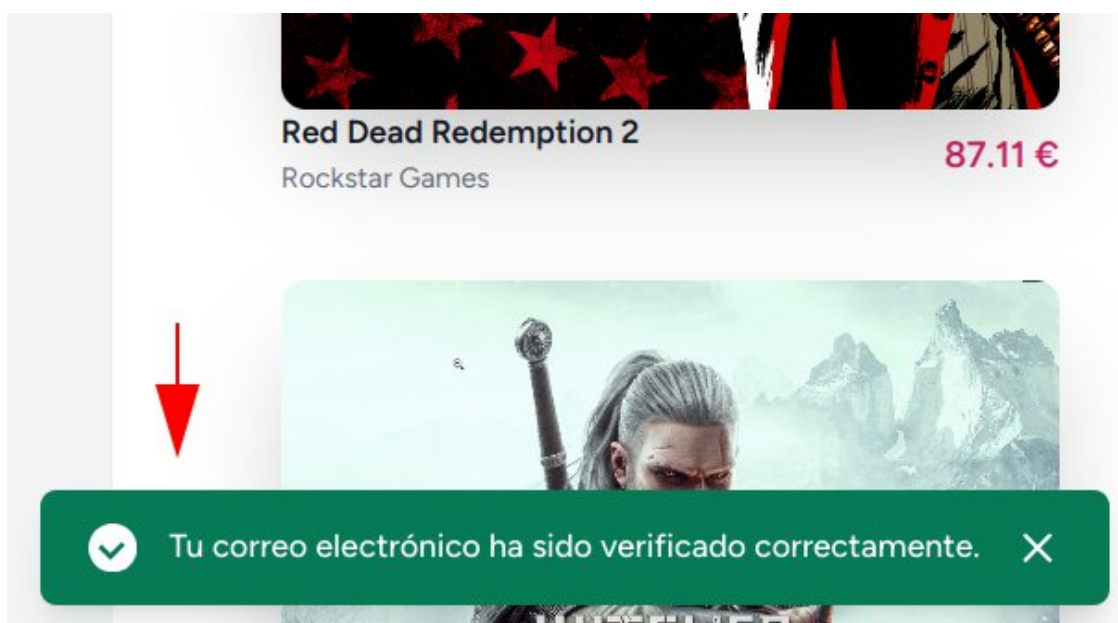 Red Dead Redemption 2
87.11 €
Rockstar Games
Tu correo electrónico ha sido verificado correctamente.